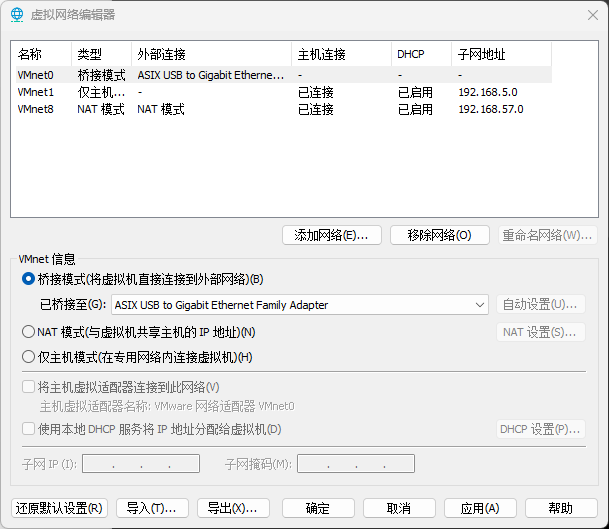 虚拟网络编辑器
名称 类型 外部连接 主机连接 DHCP 子网地址
VMnet0 桥接模式 ASIX USB to Gigabit Etherne... - - -
VMnet1 仅主机... - 已连接 已启用 192.168.5.0
VMnet8 NAT 模式 NAT 模式 已连接 已启用 192.168.57.0
添加网络(E)... 移除网络(O) 重命名网络(W)...
VMnet 信息
桥接模式(将虚拟机直接连接到外部网络)(B)
已桥接至(G): ASIX USB to Gigabit Ethernet Family Adapter 自动设置(U)...
NAT 模式(与虚拟机共享主机的 IP 地址)(N) NAT 设置(S)...
仅主机模式(在专用网络内连接虚拟机)(H)
将主机虚拟适配器连接到此网络(V)
主机虚拟适配器名称: VMware 网络适配器 VMnet0
使用本地 DHCP 服务将 IP 地址分配给虚拟机(D) DHCP 设置(P)...
子网 IP (I): . . . 子网掩码(M): . . .
还原默认设置(R) 导入(T)... 导出(X)... 确定 取消 应用(A) 帮助